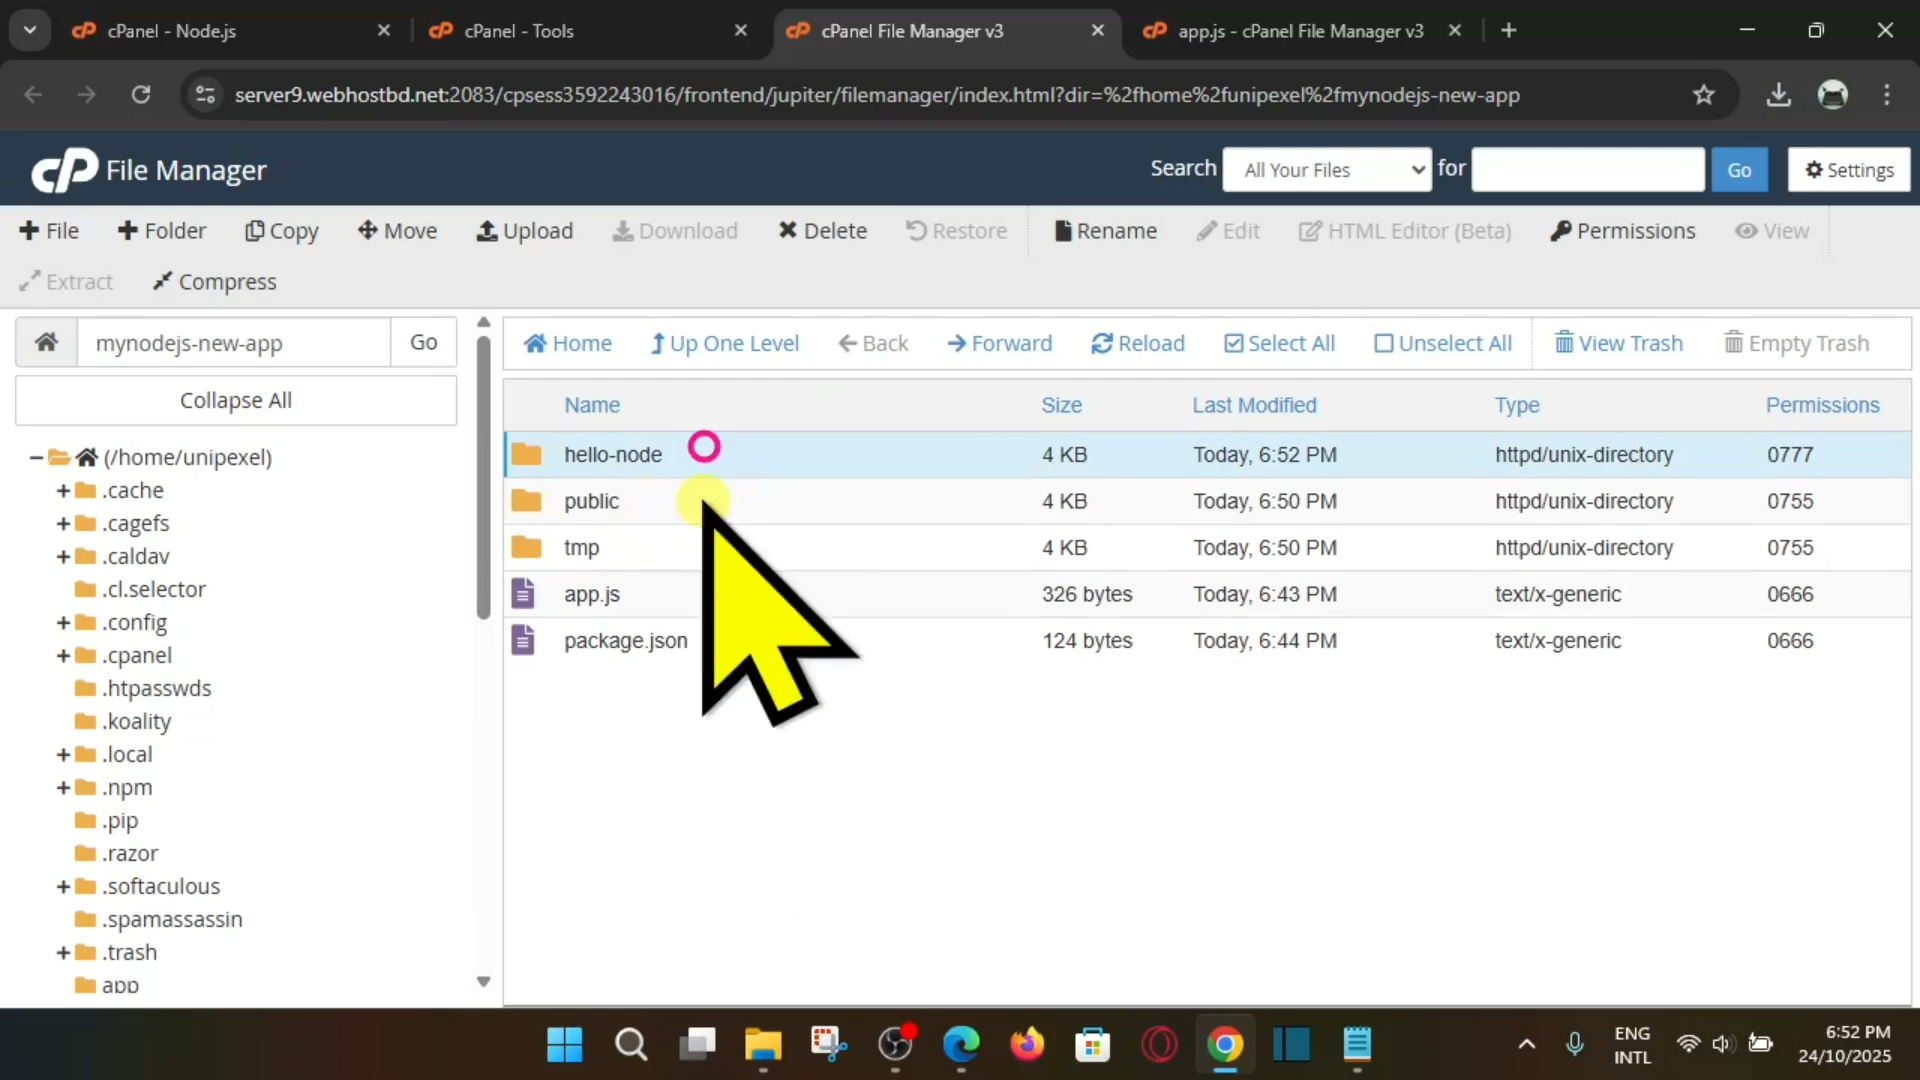 cPanel - Node.js
cPanel - Tools
cPanel File Manager v3
app.js - cPanel File Manager v3
server9.webhostbd.net:2083/cpsess3592243016/frontend/jupiter/filemanager/index.html?dir=%2fhome%2funipexel%2fmynodejs-new-app
cP File Manager
Search All Your Files for Go Settings
File Folder Copy Move Upload Download Delete Restore Rename Edit HTML Editor (Beta) Permissions View
Extract Compress
mynodejs-new-app Go
Home Up One Level Back Forward Reload Select All Unselect All View Trash Empty Trash
Collapse All
Name Size Last Modified Type Permissions
hello-node 4 KB Today, 6:52 PM httpd/unix-directory 0777
public 4 KB Today, 6:50 PM httpd/unix-directory 0755
tmp 4 KB Today, 6:50 PM httpd/unix-directory 0755
app.js 326 bytes Today, 6:43 PM text/x-generic 0666
package.json 124 bytes Today, 6:44 PM text/x-generic 0666
(/home/unipexel)
.cache
.cagefs
.caldav
.cl.selector
.config
.cpanel
.htpasswds
.koality
.local
.npm
.pip
.razor
.softaculous
.spamassassin
.trash
app
ENG
INTL
6:52 PM
24/10/2025